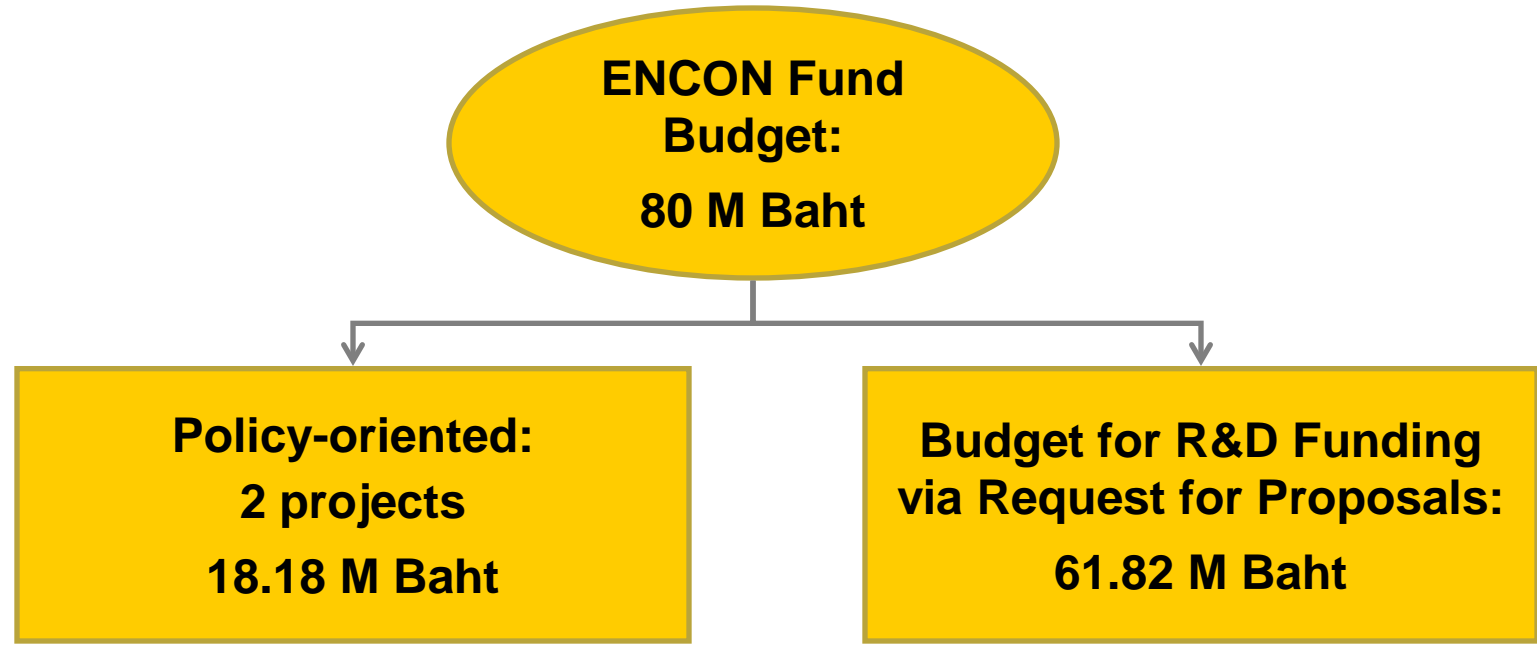 ENCON Fund
Budget:
80 M Baht
Policy-oriented:
2 projects
18.18 M Baht
Budget for R&D Funding
via Request for Proposals:
61.82 M Baht